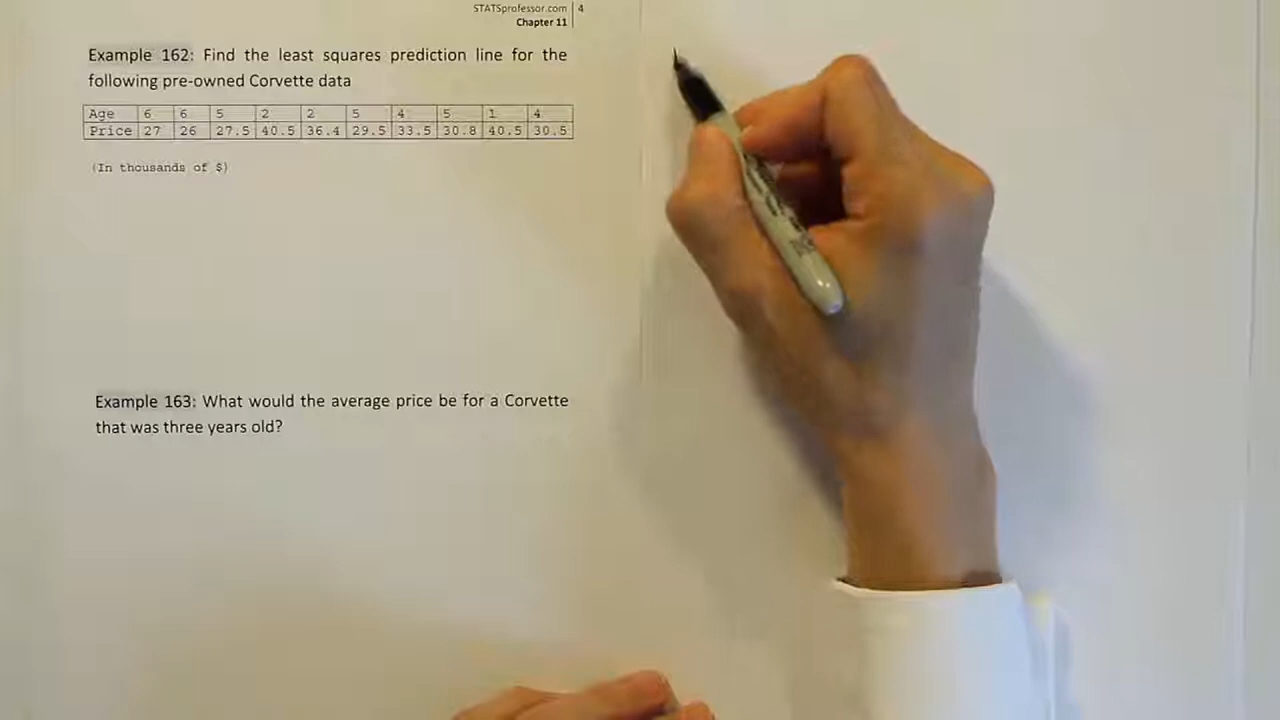 STATSprofessor.com | 4
Chapter 11
Example 162: Find the least squares prediction line for the
following pre-owned Corvette data
Age 6 6 5 2 2 5 4 5 1 4
Price 27 26 27.5 40.5 36.4 29.5 33.5 30.8 40.5 30.5
(In thousands of $)
Example 163: What would the average price be for a Corvette
that was three years old?